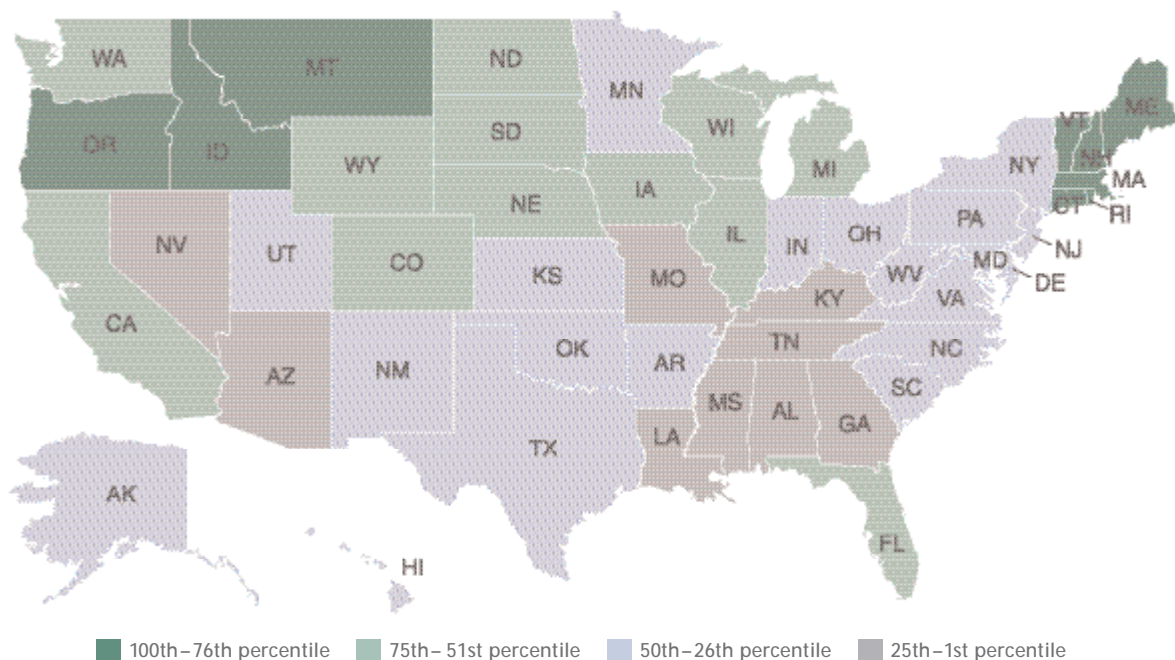 WA
MT
ND
MN
OR
ID
SD
WI
MI
VT
ME
NH
WY
NY
MA
RI
CT
IA
NE
NV
UT
CO
IL
IN
OH
PA
NJ
KS
MO
WV
MD
DE
VA
KY
CA
TN
NC
OK
AR
AZ
NM
SC
MS
AL
GA
TX
LA
AK
FL
HI
100th–76th percentile
75th–51st percentile
50th–26th percentile
25th–1st percentile